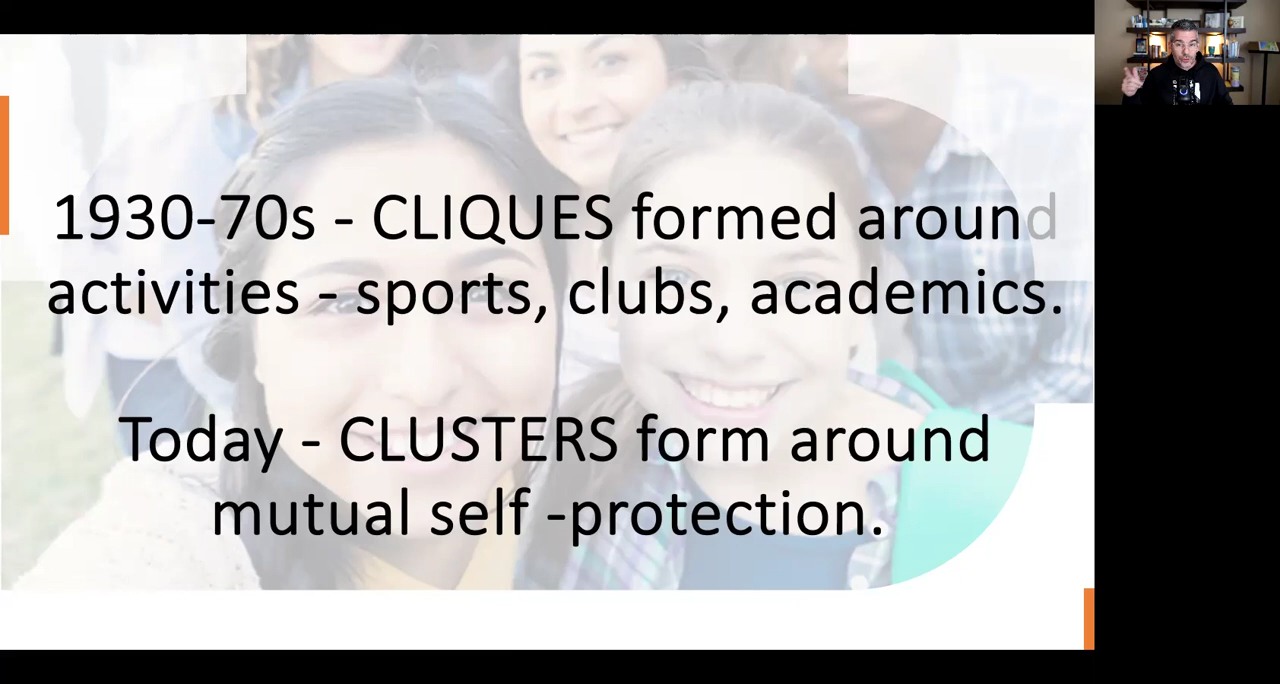 1930-70s - CLIQUES formed around
activities - sports, clubs, academics.
Today - CLUSTERS form around
mutual self -protection.